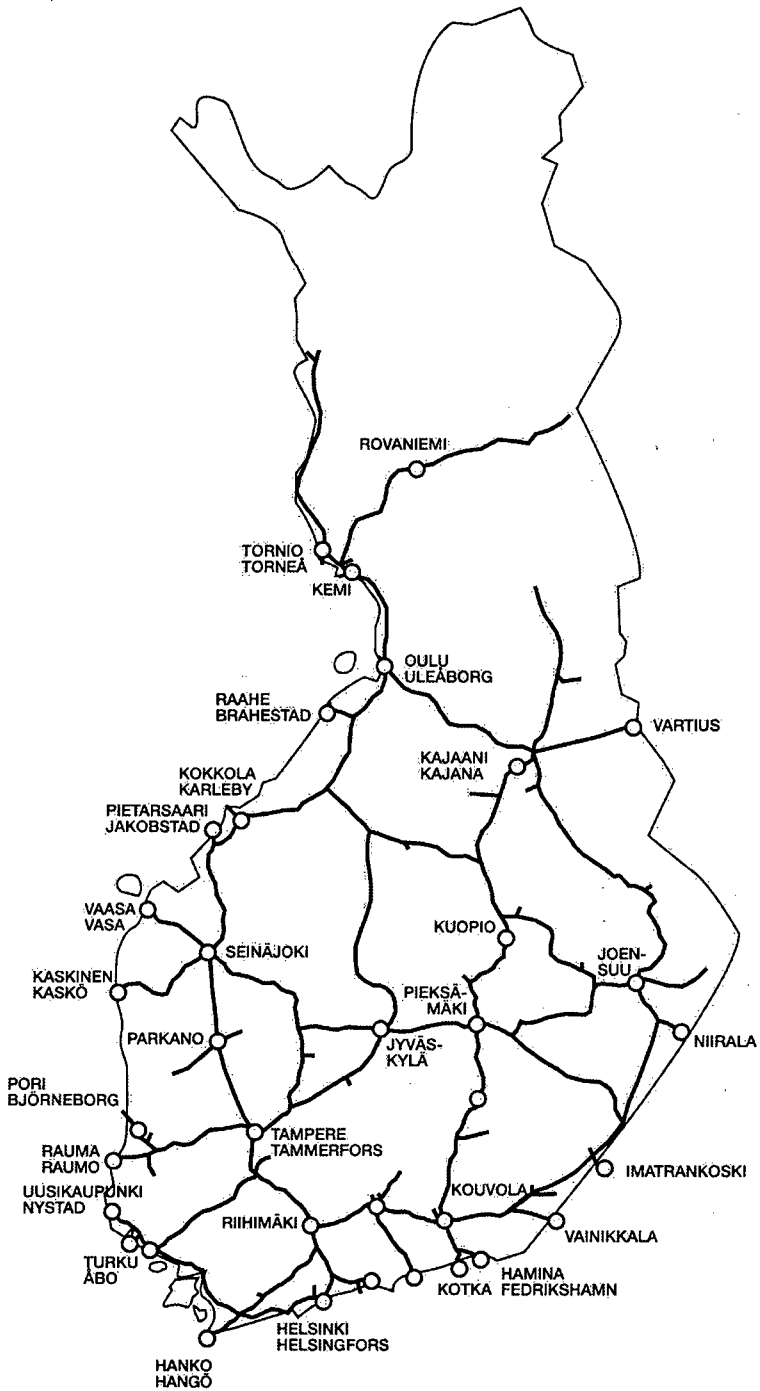 ROVANIEMI
TORNIO
TORNEÅ
KEMI
OULU
ULEÅBORG
RAAHE
BRAHESTAD
VARTIUS
KAJAANI
KAJANA
KOKKOLA
KARLEBY
PIETARSAARI
JAKOBSTAD
VAASA
VASA
KUOPIO
SEINÄJOKI
JOEN-
SUU
KASKINEN
KASKÖ
PIEKSÄ-
MÄKI
PARKANO
JYVÄS-
KYLÄ
NIIRALA
PORI
BJÖRNEBORG
TAMPERE
TAMMERFORS
RAUMA
RAUMO
IMATRANKOSKI
UUSIKAUPUNKI
NYSTAD
KOUVOLA
RIIHIMÄKI
VAINIKKALA
TURKU
ÅBO
HAMINA
FEDRIKSHAMN
KOTKA
HELSINKI
HELSINGFORS
HANKO
HANGÖ